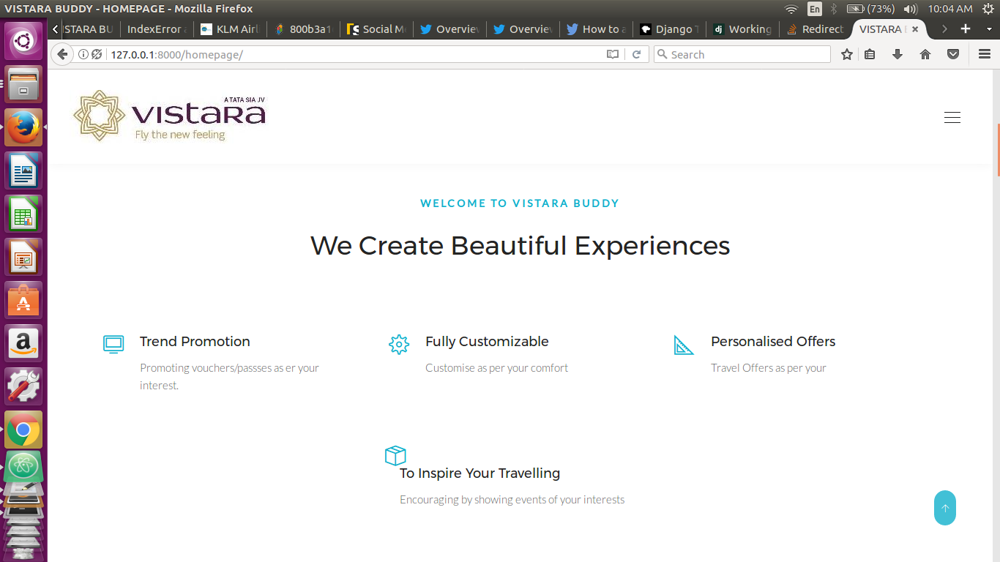 VISTARA BUDDY - HOMEPAGE - Mozilla Firefox
En
(73%)
10:04 AM
ISTARA BU
IndexError
KLM Airl
800b3a1
Social M
Overview
Overview
How to a
Django T
Working
Redirect
VISTARA
127.0.0.1:8000/homepage/
Search
A TATA SIA JV
VISTARA
Fly the new feeling
WELCOME TO VISTARA BUDDY
We Create Beautiful Experiences
Trend Promotion
Promoting vouchers/passses as er your
interest.
Fully Customizable
Customise as per your comfort
Personalised Offers
Travel Offers as per your
To Inspire Your Travelling
Encouraging by showing events of your interests